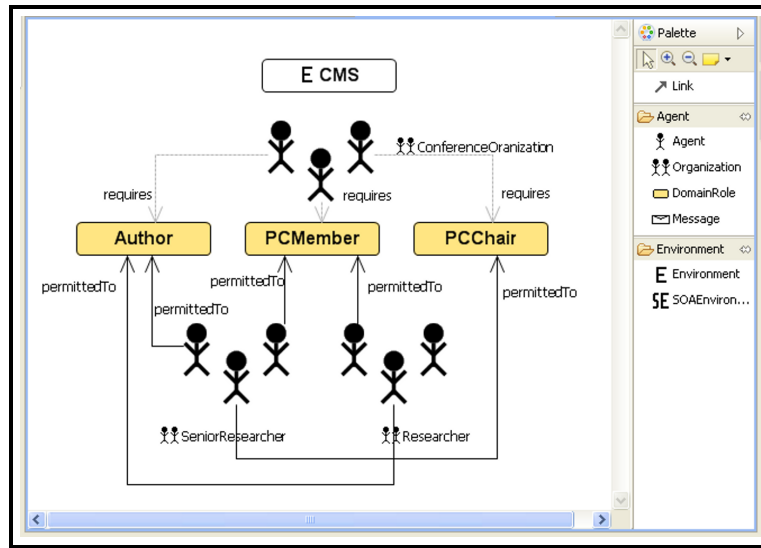 E CMS
ConferenceOranization
requires
requires
requires
Author
PCMember
PCChair
permittedTo
permittedTo
permittedTo
permittedTo
permittedTo
SeniorResearcher
Researcher
Palette
Link
Agent
Agent
Organization
DomainRole
Message
Environment
E Environment
SE SOAEnviron...